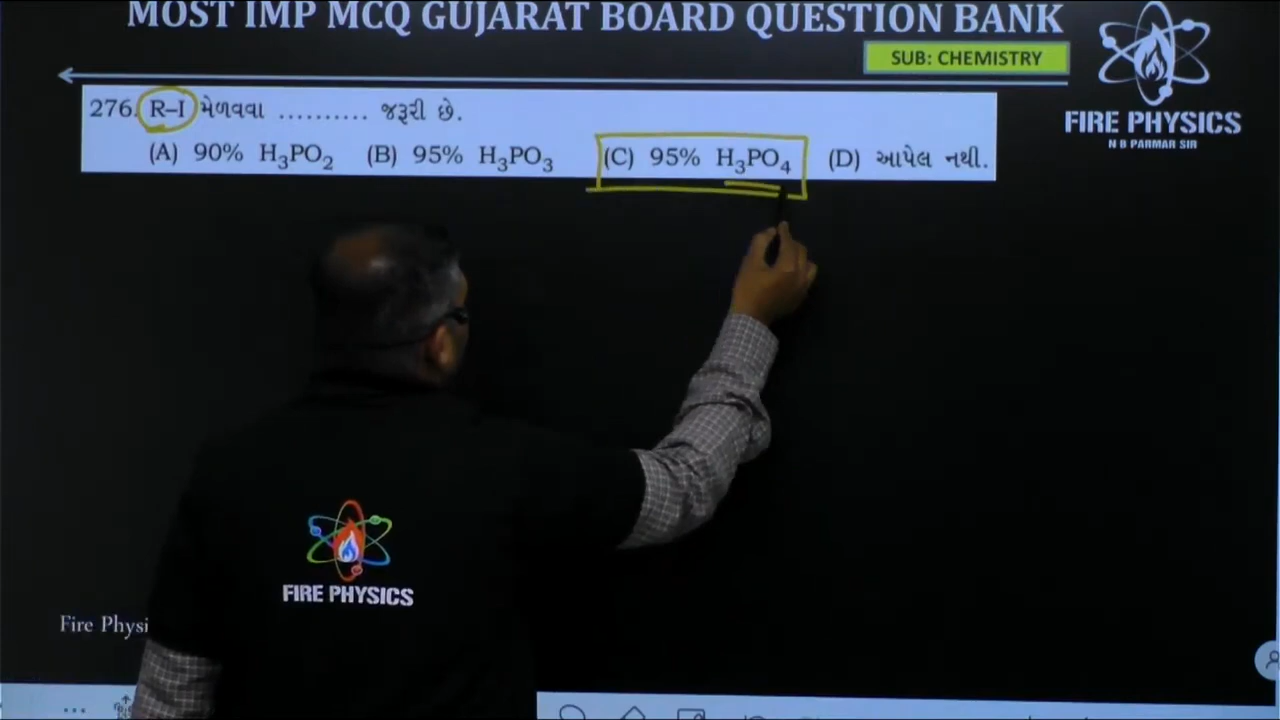 MOST IMP MCQ GUJARAT BOARD QUESTION BANK
SUB: CHEMISTRY
FIRE PHYSICS
N B PARMAR SIR
276. R–I મેળવવા .......... જરૂરી છે.
(A) 90% H₃PO₂ (B) 95% H₃PO₃ (C) 95% H₃PO₄ (D) આપેલ નથી.
FIRE PHYSICS
Fire Physi